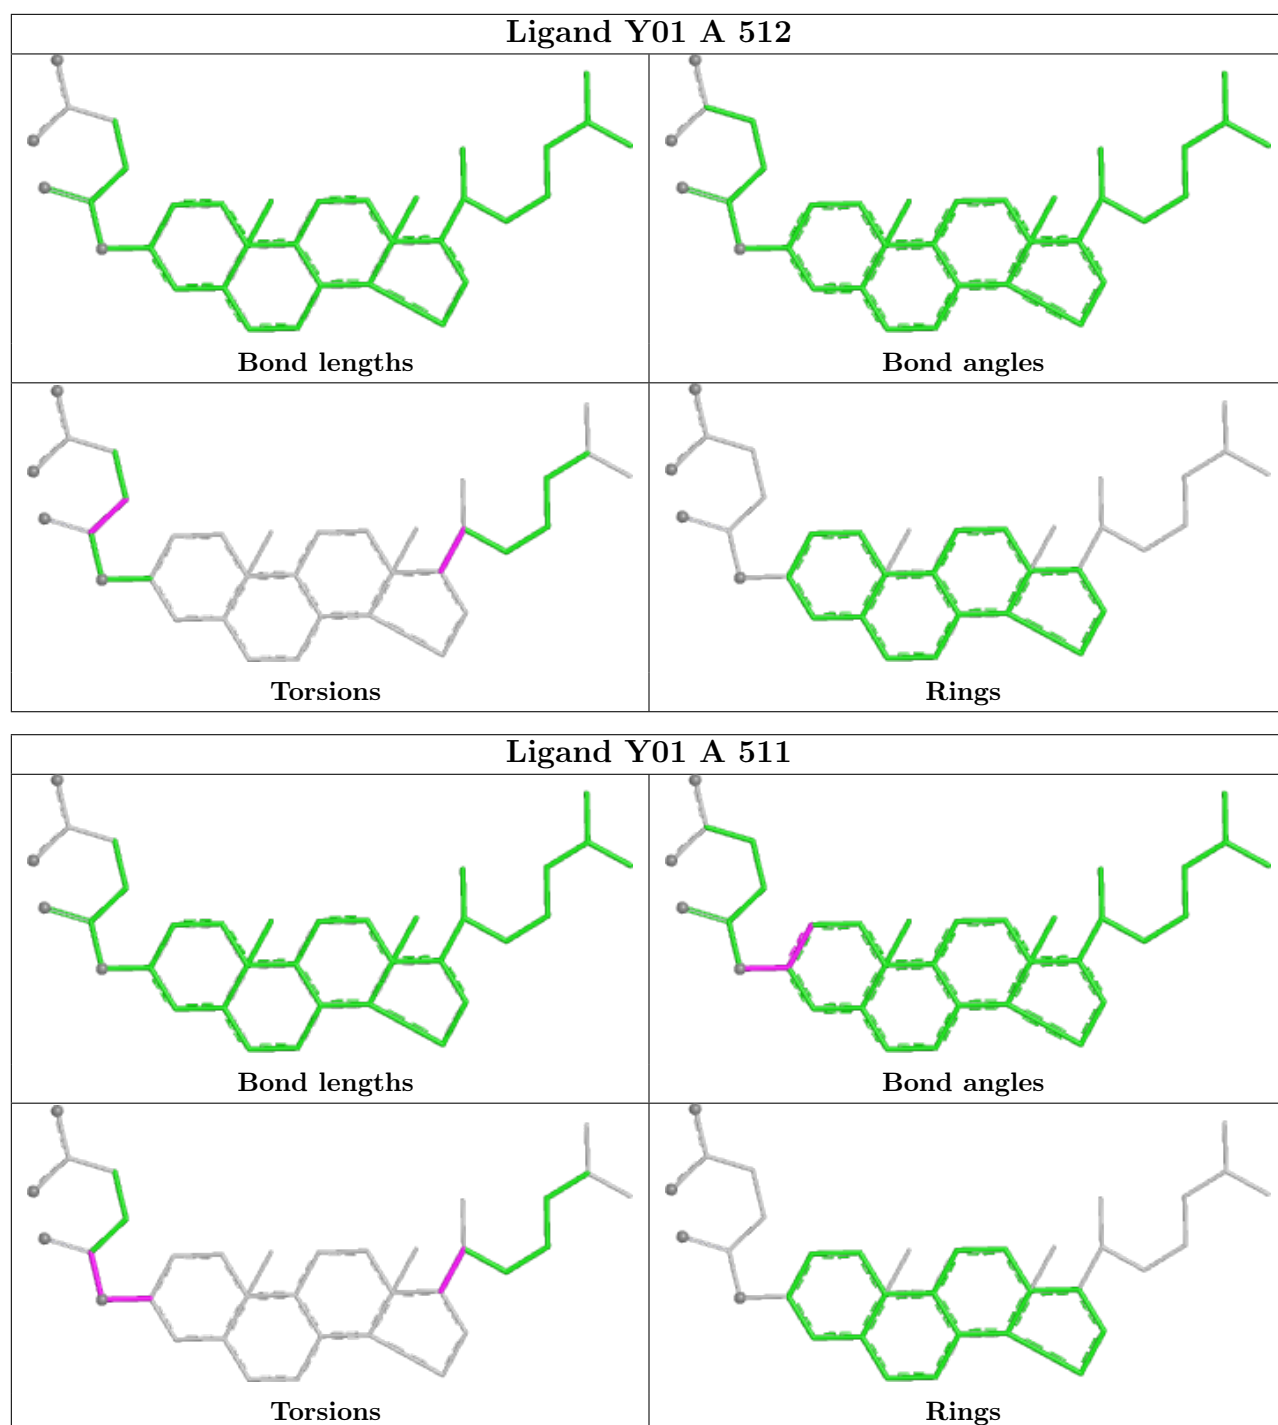 Ligand Y01 A 512
Bond lengths
Bond angles
Torsions
Rings
Ligand Y01 A 511
Bond lengths
Bond angles
Torsions
Rings